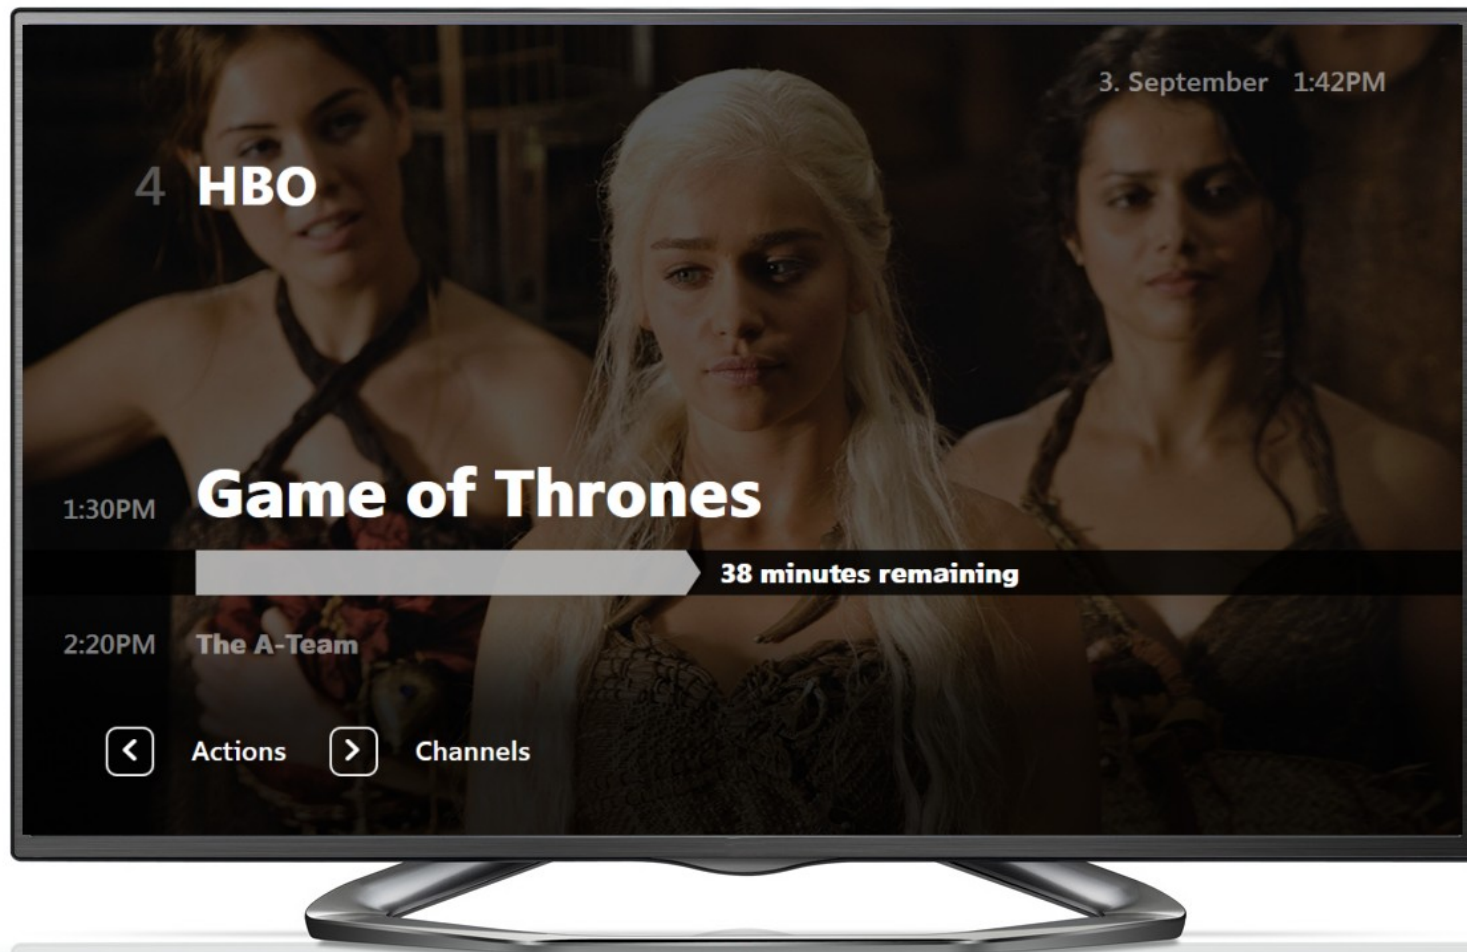 3. September 1:42PM
4 HBO
1:30PM Game of Thrones
38 minutes remaining
2:20PM The A-Team
Actions Channels